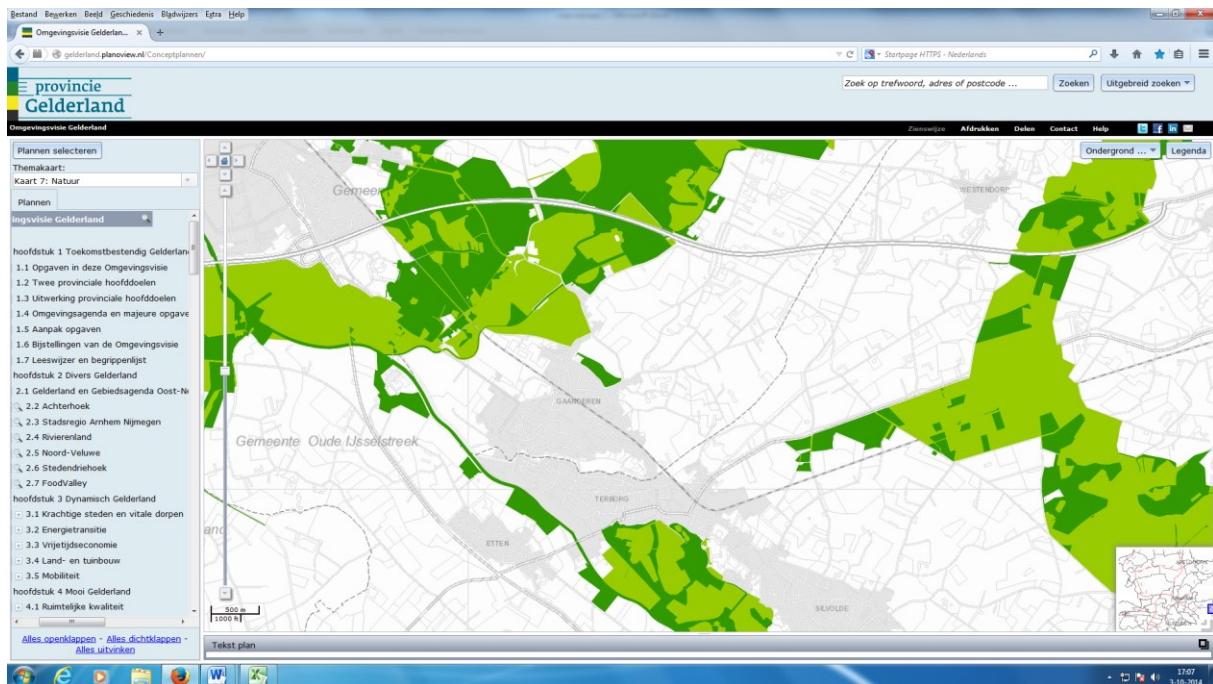 Bestand Bewerken Beeld Geschiedenis Bladwijzers Extra Help
Omgevingsvisie Gelderlan... × +
gelderland.planoview.nl/Conceptplannen/
Startpage HTTPS - Nederlands
provincie
Gelderland
Zoek op trefwoord, adres of postcode ...
Zoeken
Uitgebreid zoeken
Omgevingsvisie Gelderland
Zienswijze Afdrukken Delen Contact Help
Plannen selecteren
Themakaart:
Kaart 7: Natuur
Plannen
ingsvisie Gelderland
hoofdstuk 1 Toekomstbestendig Gelderlan
1.1 Opgaven in deze Omgevingsvisie
1.2 Twee provinciale hoofddoelen
1.3 Uitwerking provinciale hoofddoelen
1.4 Omgevingsagenda en majeure opgave
1.5 Aanpak opgaven
1.6 Bijstellingen van de Omgevingsvisie
1.7 Leeswijzer en begrippenlijst
hoofdstuk 2 Divers Gelderland
2.1 Gelderland en Gebiedsagenda Oost-Ne
2.2 Achterhoek
2.3 Stadsregio Arnhem Nijmegen
2.4 Rivierenland
2.5 Noord-Veluwe
2.6 Stedendriehoek
2.7 FoodValley
hoofdstuk 3 Dynamisch Gelderland
3.1 Krachtige steden en vitale dorpen
3.2 Energietransitie
3.3 Vrijetijdseconomie
3.4 Land- en tuinbouw
3.5 Mobiliteit
hoofdstuk 4 Mooi Gelderland
4.1 Ruimtelijke kwaliteit
Alles openklappen - Alles dichtklappen -
Alles uitvinken
Ondergrond ...
Legenda
Gemeen
WESTENDORP
GAANDEREN
Gemeente Oude IJsselstreek
TERBORG
and
ETTEN
SILVOLDE
500 m
1000 ft
Tekst plan
17:07
3-10-2014